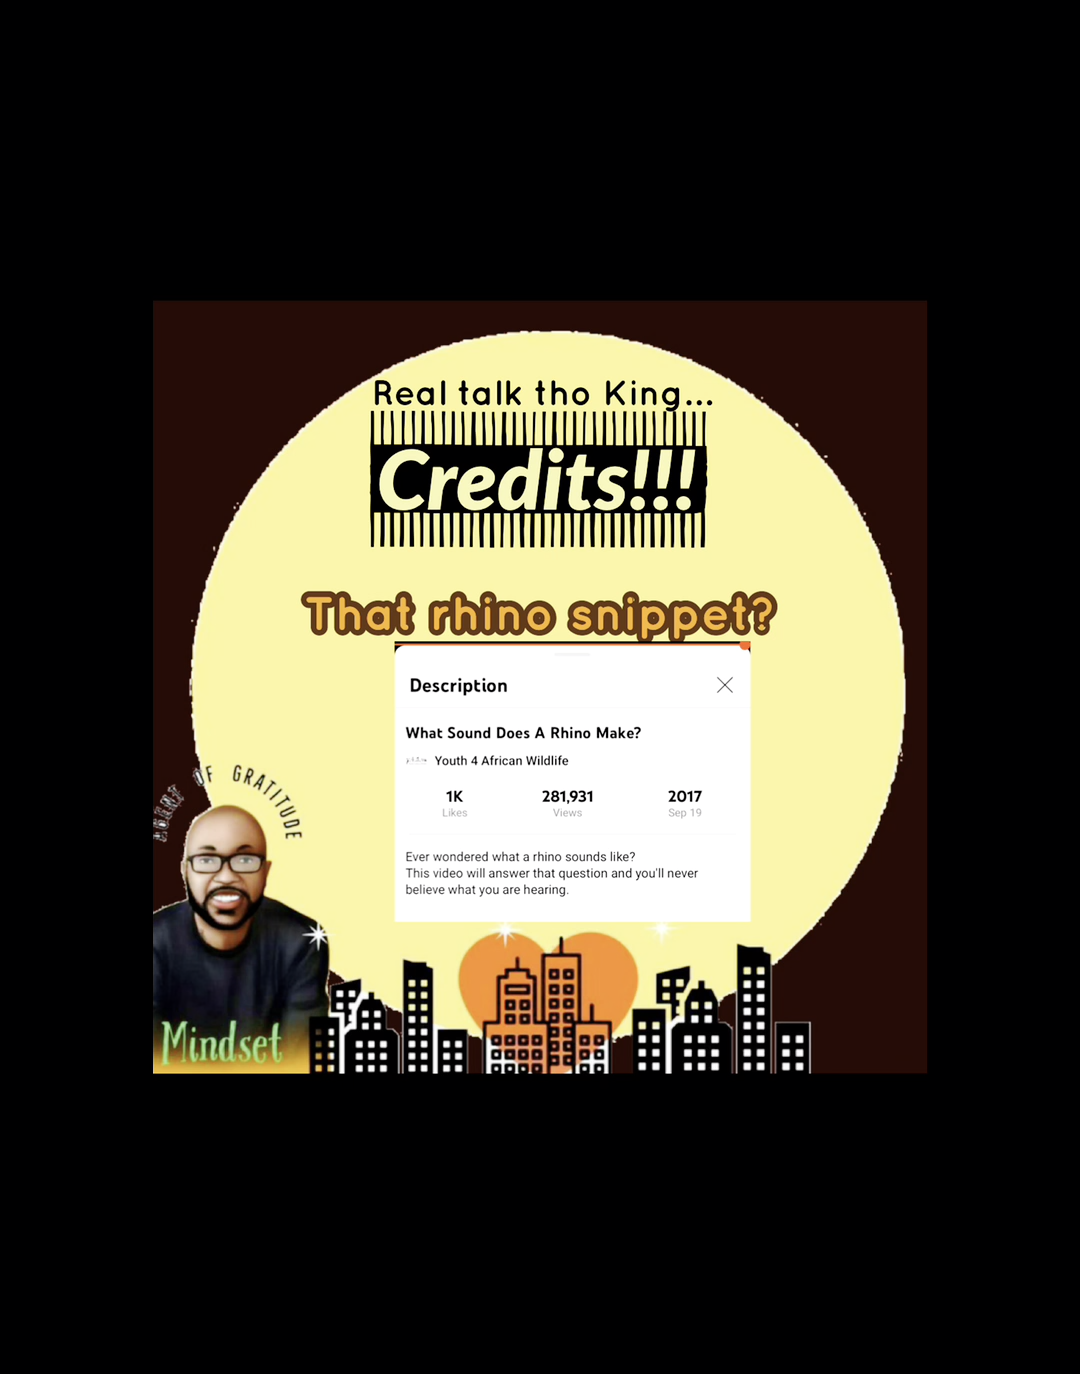 Real talk tho King...
Credits!!!
That rhino snippet?
Description
What Sound Does A Rhino Make?
Youth 4 African Wildlife
1K
281,931
2017
Likes
Views
Sep 19
Ever wondered what a rhino sounds like?
This video will answer that question and you'll never
believe what you are hearing.
OF GRATITUDE
Mindset